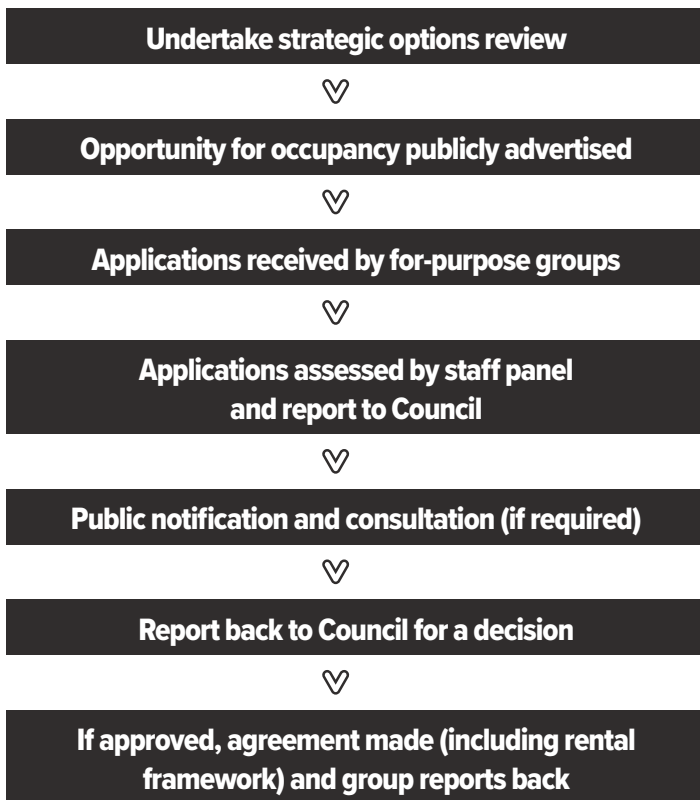 Undertake strategic options review
Opportunity for occupancy publicly advertised
Applications received by for-purpose groups
Applications assessed by staff panel
and report to Council
Public notification and consultation (if required)
Report back to Council for a decision
If approved, agreement made (including rental
framework) and group reports back